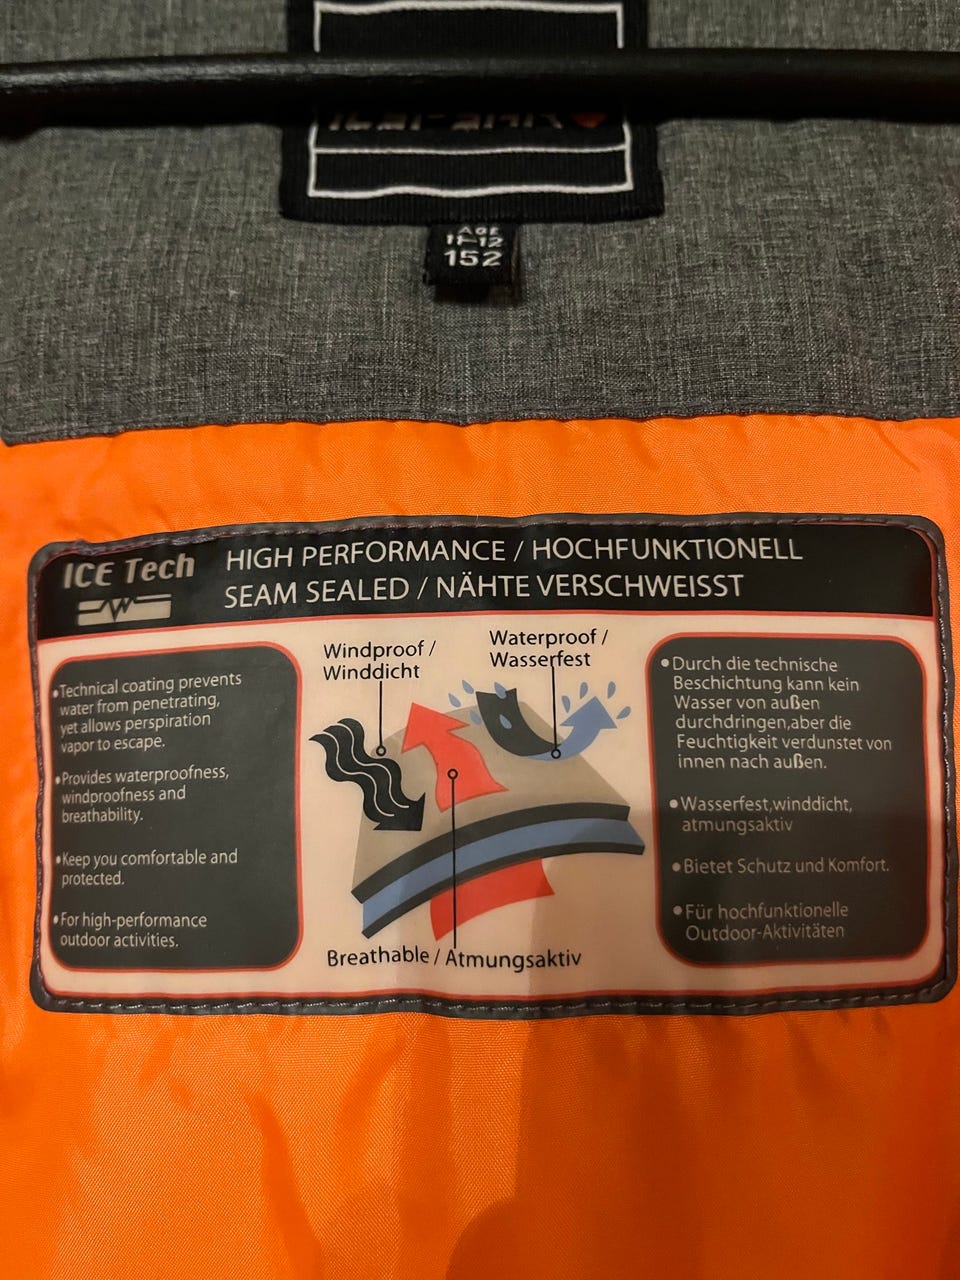 AGE
11-12
152
ICE Tech
HIGH PERFORMANCE / HOCHFUNKTIONELL
SEAM SEALED / NÄHTE VERSCHWEISST
•Technical coating prevents
water from penetrating,
yet allows perspiration
vapor to escape.
•Provides waterproofness,
windproofness and
breathability.
•Keep you comfortable and
protected.
•For high-performance
outdoor activities.
Windproof /
Winddicht
Waterproof /
Wasserfest
Breathable / Atmungsaktiv
•Durch die technische
Beschichtung kann kein
Wasser von außen
durchdringen,aber die
Feuchtigkeit verdunstet von
innen nach außen.
•Wasserfest,winddicht,
atmungsaktiv
•Bietet Schutz und Komfort.
•Für hochfunktionelle
Outdoor-Aktivitäten